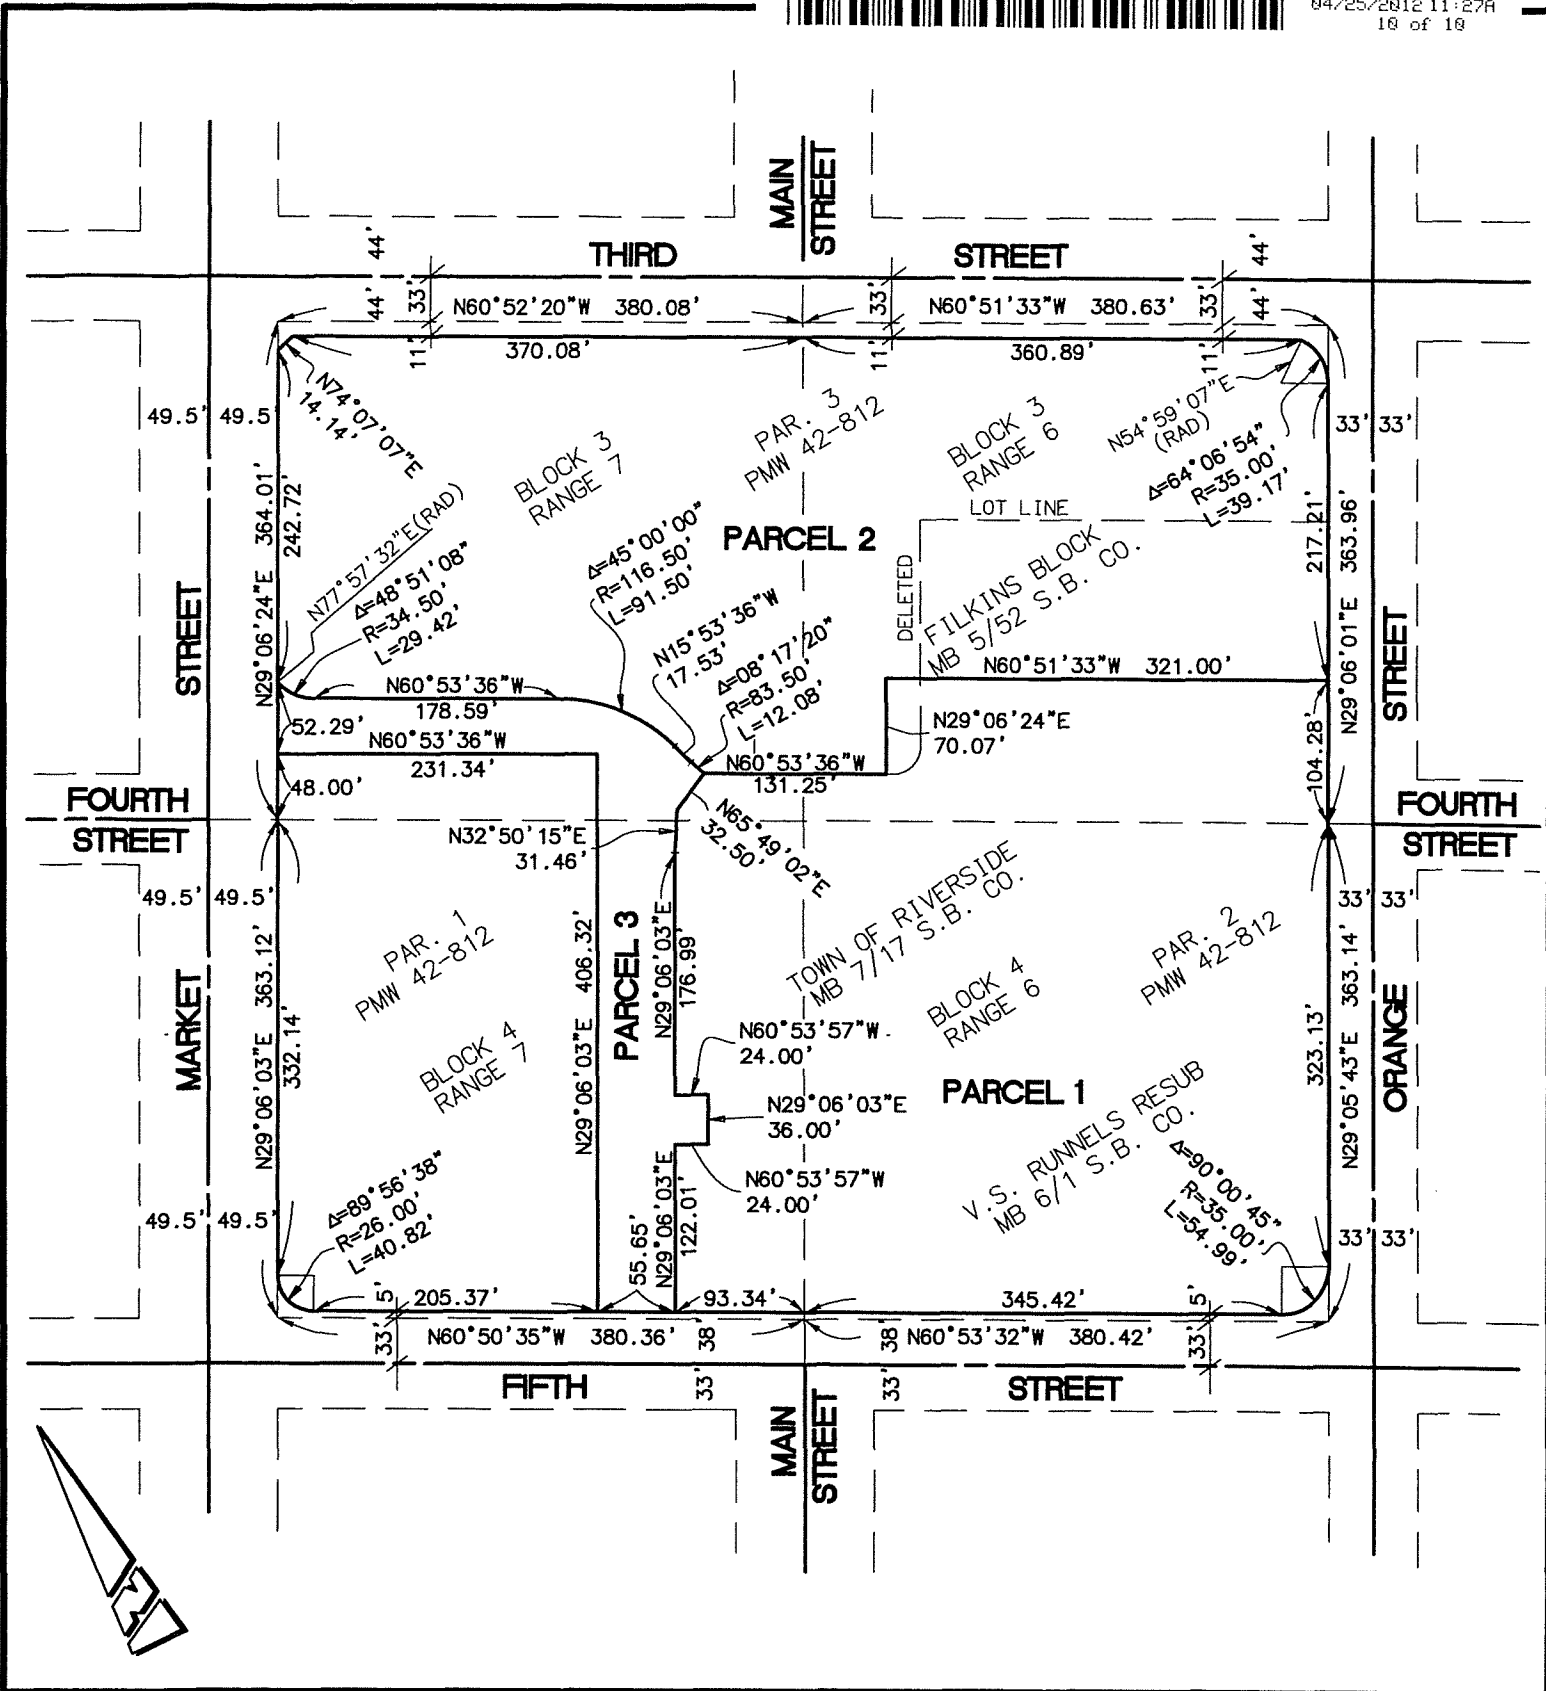 04/25/2012 11:27A
10 of 10
MAIN
STREET
THIRD STREET
44'
44'
33'
11'
N60°52'20"W 380.08'
370.08'
33'
11'
N60°51'33"W 380.63'
360.89'
33'
11'
44'
44'
N74°07'07"E
14.14'
49.5' 49.5'
33' 33'
N54°59'07"E
(RAD)
Δ=64°06'54"
R=35.00'
L=39.17'
BLOCK 3
RANGE 7
PAR. 3
PMW 42-812
BLOCK 3
RANGE 6
LOT LINE
PARCEL 2
DELETED
FILKINS BLOCK
MB 5/52 S.B. CO.
N29°06'24"E 364.01'
242.72'
N77°57'32"E(RAD)
Δ=48°51'08"
R=34.50'
L=29.42'
Δ=45°00'00"
R=116.50'
L=91.50'
N15°53'36"W
17.53'
Δ=08°17'20"
R=83.50'
L=12.08'
217.21'
N29°06'01"E 363.96'
STREET
STREET
N60°53'36"W
178.59'
N60°51'33"W 321.00'
52.29'
N60°53'36"W
231.34'
N29°06'24"E
70.07'
N60°53'36"W
131.25'
104.28'
48.00'
FOURTH
STREET
FOURTH
STREET
N32°50'15"E
31.46'
N65°49'02"E
32.50'
49.5' 49.5'
33' 33'
PAR. 1
PMW 42-812
TOWN OF RIVERSIDE
MB 7/17 S.B. CO.
PAR. 2
PMW 42-812
BLOCK 4
RANGE 6
BLOCK 4
RANGE 7
MARKET
N29°06'03"E 363.12'
332.14'
N29°06'03"E 406.32'
PARCEL 3
N29°06'03"E
176.99'
N60°53'57"W
24.00'
N29°06'03"E
36.00'
N60°53'57"W
24.00'
PARCEL 1
V.S. RUNNELS RESUB
MB 6/1 S.B. CO.
323.13'
N29°05'43"E 363.14'
ORANGE
Δ=89°56'38"
R=26.00'
L=40.82'
Δ=90°00'45"
R=35.00'
L=54.99'
49.5' 49.5'
33' 33'
55.65'
N29°06'03"E
122.01'
5'
205.37'
93.34'
345.42'
5'
33'
N60°50'35"W 380.36'
38'
38'
N60°53'32"W 380.42'
33'
FIFTH STREET
33'
33'
MAIN
STREET